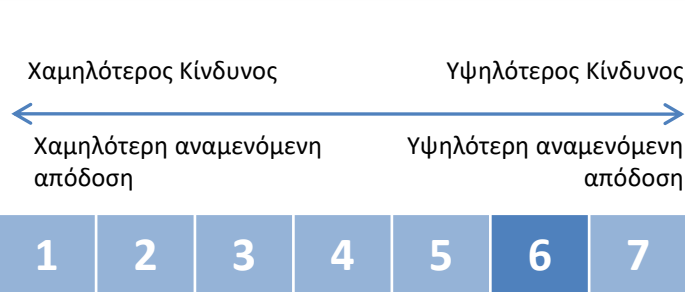 Χαμηλότερος Κίνδυνος Υψηλότερος Κίνδυνος
Χαμηλότερη αναμενόμενη Υψηλότερη αναμενόμενη
απόδοση απόδοση
1 2 3 4 5 6 7